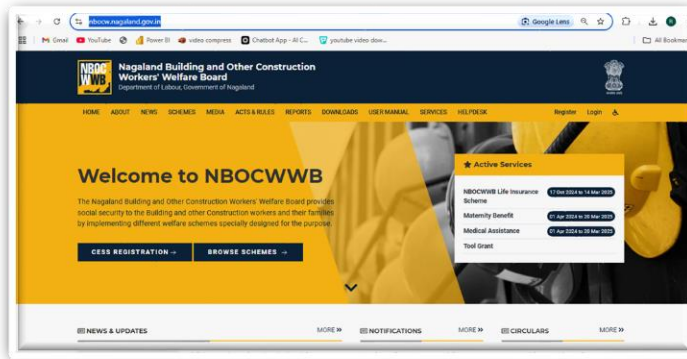 nbocw.nagaland.gov.in
Google Lens
Gmail
YouTube
Power BI
video compress
Chatbot App - AI C...
youtube video dow...
All Bookmar
NBOC
WWB
Nagaland Building and Other Construction
Workers' Welfare Board
Department of Labour, Government of Nagaland
HOME ABOUT NEWS SCHEMES MEDIA ACTS & RULES REPORTS DOWNLOADS USER MANUAL SERVICES HELPDESK Register Login
Welcome to NBOCWWB
The Nagaland Building and Other Construction Workers' Welfare Board provides
social security to the Building and other Construction workers and their families
by implementing different welfare schemes specially designed for the purpose.
CESS REGISTRATION →
BROWSE SCHEMES →
Active Services
NBOCWWB Life Insurance
Scheme
17 Oct 2024 to 14 Mar 2025
Maternity Benefit
01 Apr 2024 to 20 Mar 2025
Medical Assistance
01 Apr 2024 to 20 Mar 2025
Tool Grant
NEWS & UPDATES
MORE »
NOTIFICATIONS
MORE »
CIRCULARS
MORE »